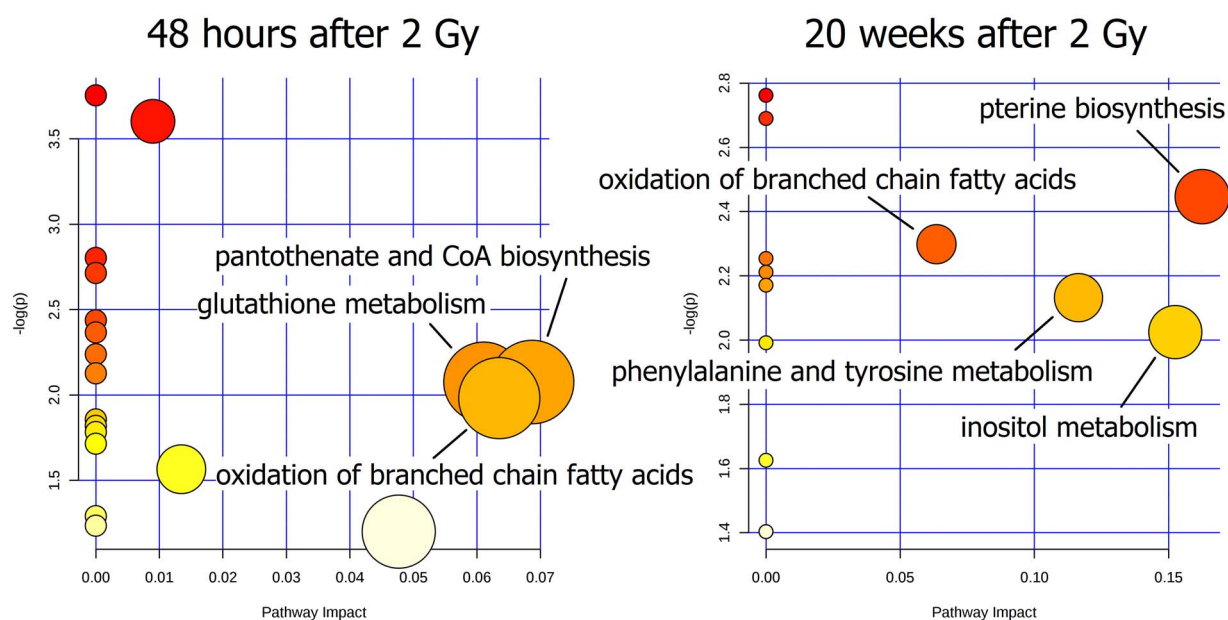 48 hours after 2 Gy
3.5
3.0
2.5
2.0
1.5
-log(p)
pantothenate and CoA biosynthesis
glutathione metabolism
oxidation of branched chain fatty acids
0.00 0.01 0.02 0.03 0.04 0.05 0.06 0.07
Pathway Impact
20 weeks after 2 Gy
2.8
2.6
2.4
2.2
2.0
1.8
1.6
1.4
-log(p)
pterine biosynthesis
oxidation of branched chain fatty acids
phenylalanine and tyrosine metabolism
inositol metabolism
0.00 0.05 0.10 0.15
Pathway Impact